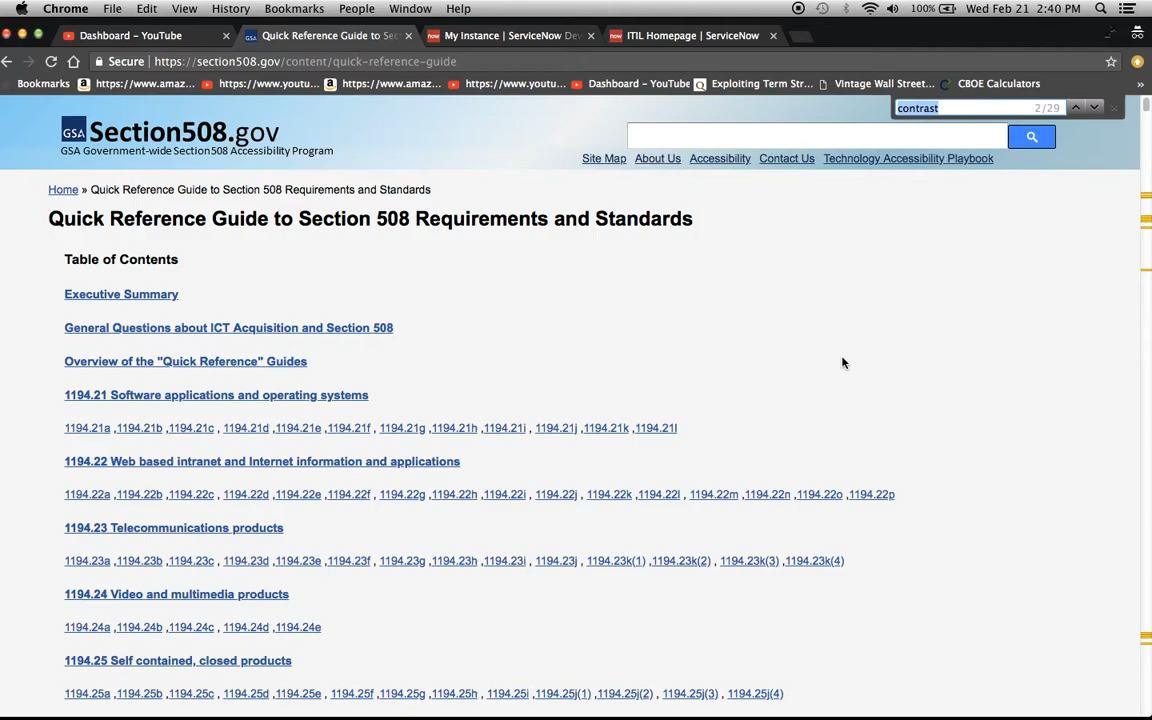 Chrome File Edit View History Bookmarks People Window Help 100% Wed Feb 21 2:40 PM
Dashboard – YouTube × Quick Reference Guide to Sec × My Instance | ServiceNow Dev × ITIL Homepage | ServiceNow ×
Secure | https://section508.gov/content/quick-reference-guide
Bookmarks https://www.amaz... https://www.youtu... https://www.amaz... https://www.youtu... Dashboard – YouTube Exploiting Term Str... Vintage Wall Street... CBOE Calculators »
contrast 2/29
GSA Section508.gov
GSA Government-wide Section 508 Accessibility Program
Site Map About Us Accessibility Contact Us Technology Accessibility Playbook
Home » Quick Reference Guide to Section 508 Requirements and Standards
Quick Reference Guide to Section 508 Requirements and Standards
Table of Contents
Executive Summary
General Questions about ICT Acquisition and Section 508
Overview of the "Quick Reference" Guides
1194.21 Software applications and operating systems
1194.21a ,1194.21b ,1194.21c , 1194.21d ,1194.21e ,1194.21f , 1194.21g ,1194.21h ,1194.21i , 1194.21j ,1194.21k ,1194.21l
1194.22 Web based intranet and Internet information and applications
1194.22a ,1194.22b ,1194.22c , 1194.22d ,1194.22e ,1194.22f , 1194.22g ,1194.22h ,1194.22i , 1194.22j , 1194.22k ,1194.22l , 1194.22m ,1194.22n ,1194.22o ,1194.22p
1194.23 Telecommunications products
1194.23a ,1194.23b ,1194.23c , 1194.23d ,1194.23e ,1194.23f , 1194.23g ,1194.23h ,1194.23i , 1194.23j , 1194.23k(1) ,1194.23k(2) , 1194.23k(3) ,1194.23k(4)
1194.24 Video and multimedia products
1194.24a ,1194.24b ,1194.24c , 1194.24d ,1194.24e
1194.25 Self contained, closed products
1194.25a ,1194.25b ,1194.25c , 1194.25d ,1194.25e , 1194.25f ,1194.25g ,1194.25h , 1194.25i ,1194.25j(1) ,1194.25j(2) , 1194.25j(3) , 1194.25j(4)